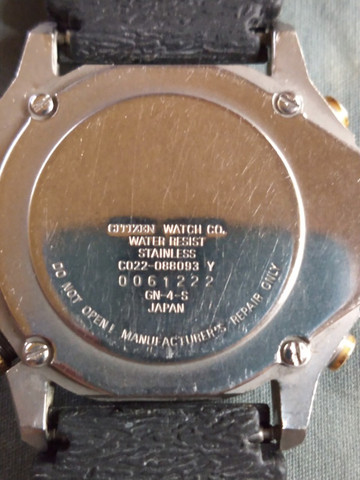 CITIZEN WATCH CO.
WATER RESIST
STAINLESS
C022-088093 Y
0061222
GN-4-S
JAPAN
DO NOT OPEN! MANUFACTURER'S REPAIR ONLY